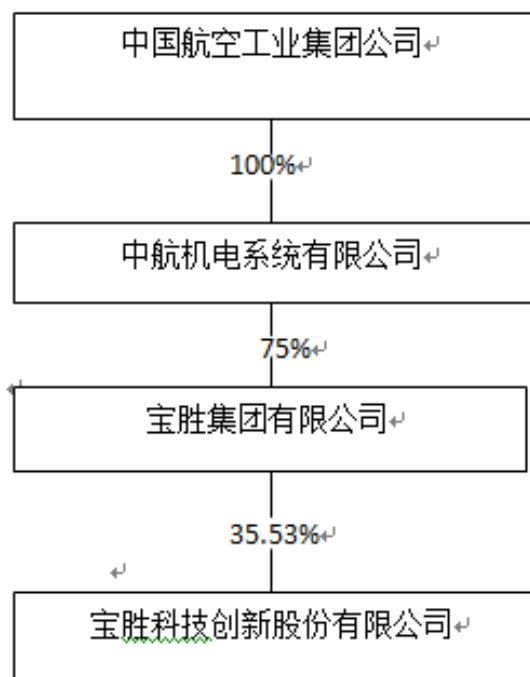 中国航空工业集团公司
100%
中航机电系统有限公司
75%
宝胜集团有限公司
35.53%
宝胜科技创新股份有限公司